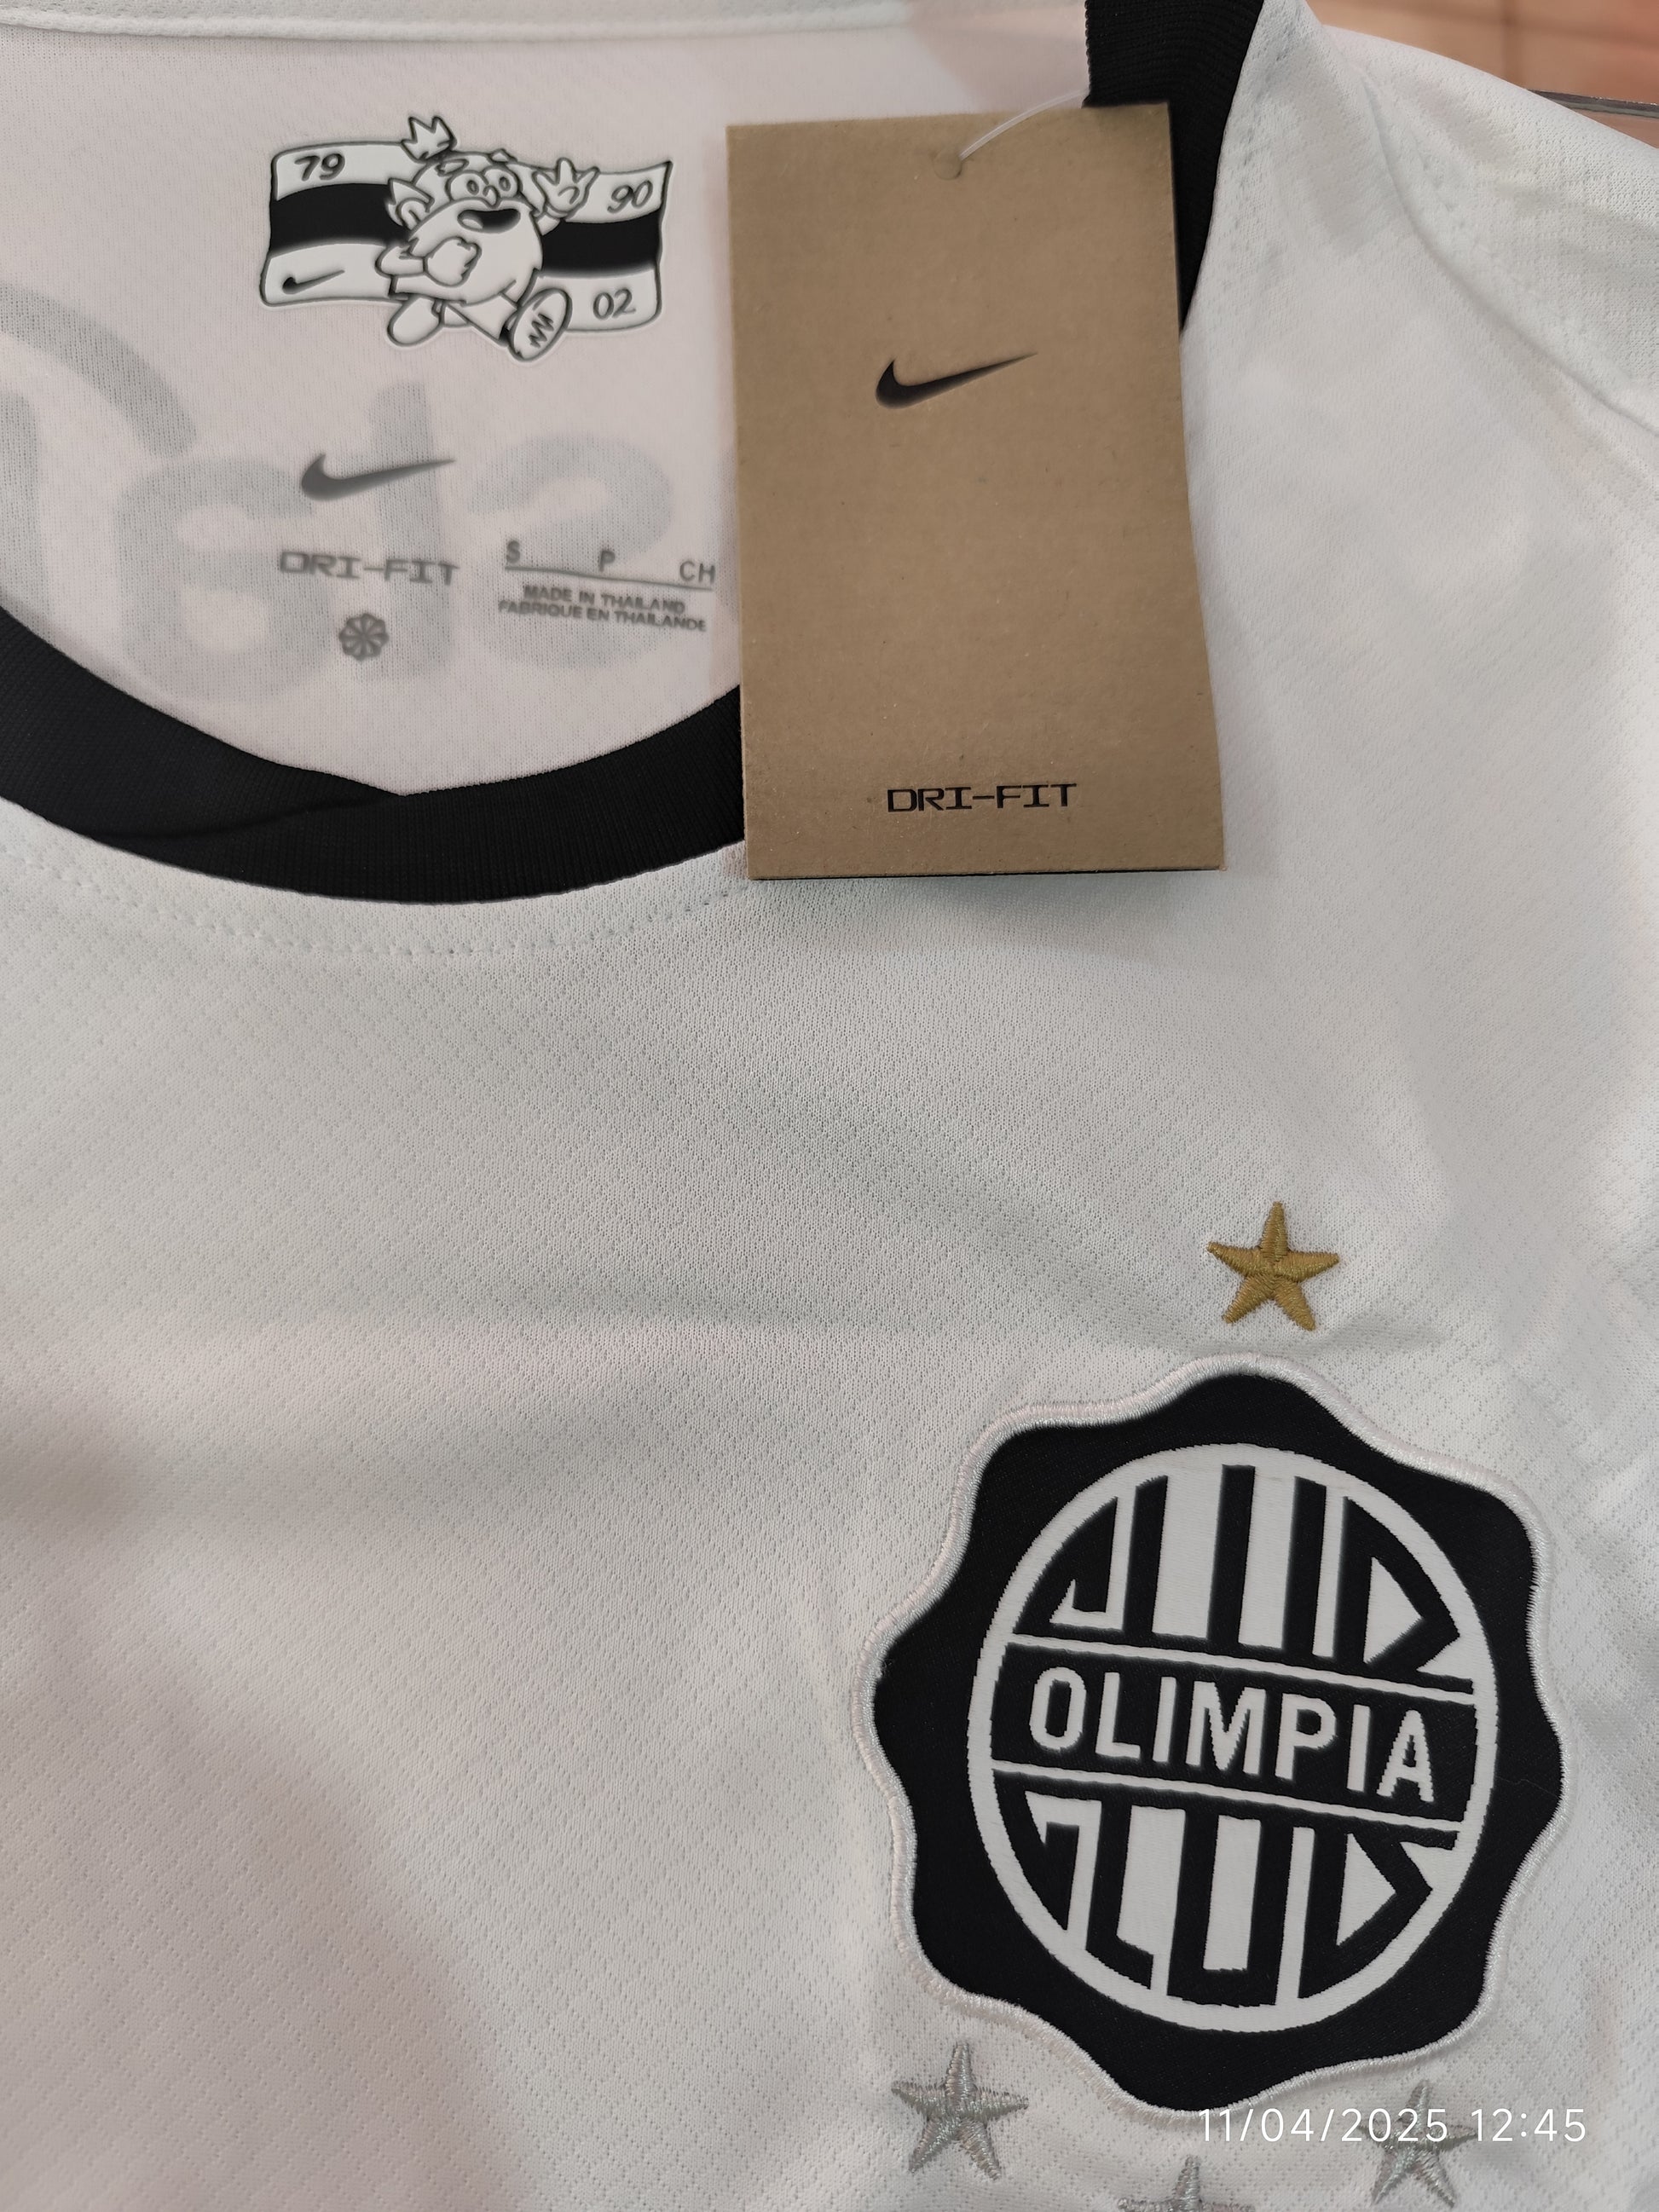 79
90
02
DRI-FIT
S P CH
MADE IN THAILAND
FABRIQUE EN THAILANDE
DRI-FIT
OLIMPIA
11/04/2025 12:45